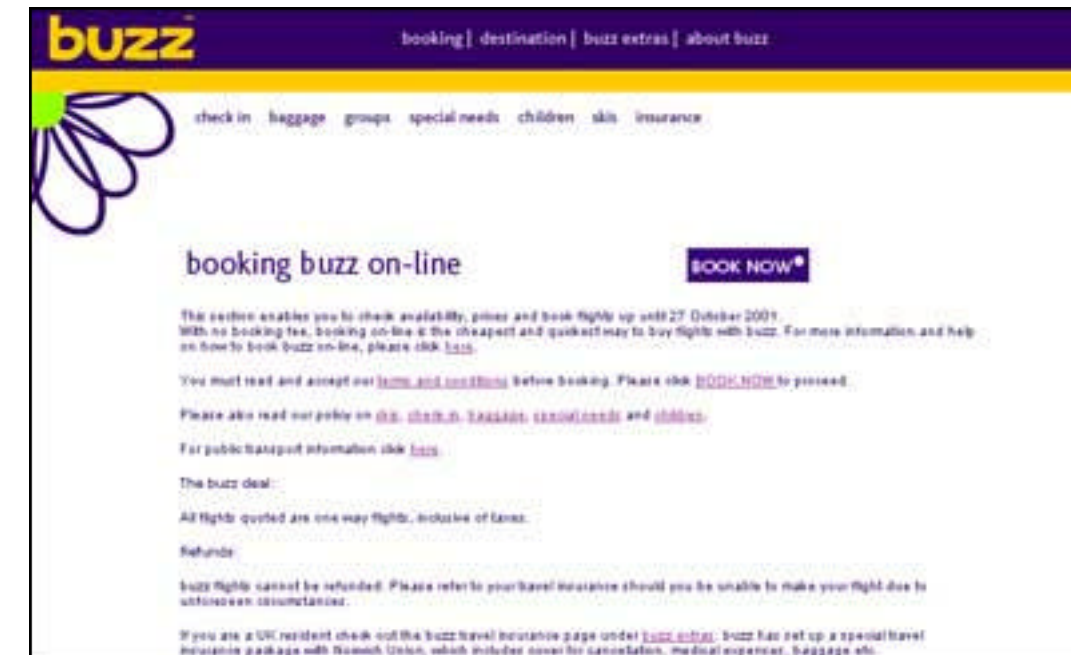 buzz
booking | destination | buzz extras | about buzz
check in baggage groups special needs children skis insurance
booking buzz on-line
BOOK NOW
This section enables you to check availability, prices and book flights up until 27 October 2001.
With no booking fee, booking on-line is the cheapest and quickest way to buy flights with buzz. For more information and help
on how to book buzz on-line, please click here.
You must read and accept our terms and conditions before booking. Please click BOOK NOW to proceed.
Please also read our policy on skis, check in, baggage, special needs and children.
For public transport information click here.
The buzz deal:
All flights quoted are one way flights, inclusive of taxes.
Refunds:
buzz flights cannot be refunded. Please refer to your travel insurance should you be unable to make your flight due to
unforeseen circumstances.
If you are a UK resident check out the buzz travel insurance page under buzz extras. buzz has set up a special travel
insurance package with Norwich Union, which includes cover for cancellation, medical expenses, baggage etc.